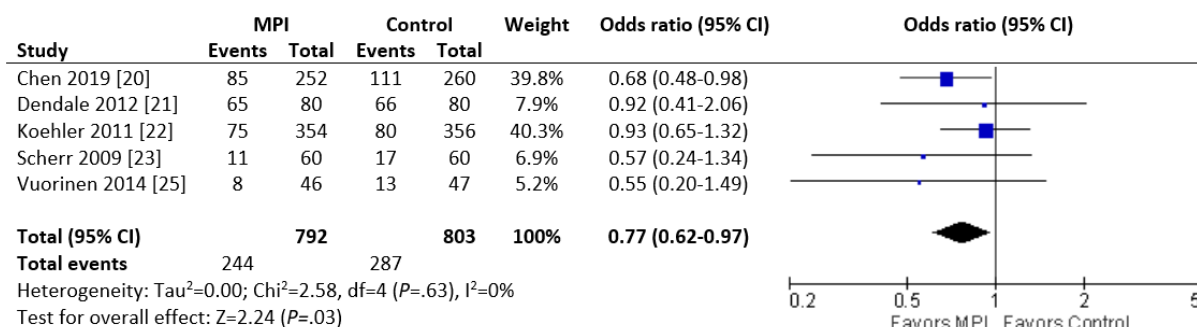 MPI Control Weight Odds ratio (95% CI) Odds ratio (95% CI)
Study Events Total Events Total
Chen 2019 [20] 85 252 111 260 39.8% 0.68 (0.48-0.98)
Dendale 2012 [21] 65 80 66 80 7.9% 0.92 (0.41-2.06)
Koehler 2011 [22] 75 354 80 356 40.3% 0.93 (0.65-1.32)
Scherr 2009 [23] 11 60 17 60 6.9% 0.57 (0.24-1.34)
Vuorinen 2014 [25] 8 46 13 47 5.2% 0.55 (0.20-1.49)
Total (95% CI) 792 803 100% 0.77 (0.62-0.97)
Total events 244 287
Heterogeneity: Tau²=0.00; Chi²=2.58, df=4 (P=.63), I²=0%
Test for overall effect: Z=2.24 (P=.03)
0.2 0.5 1 2 5
Favors MPI Favors Control